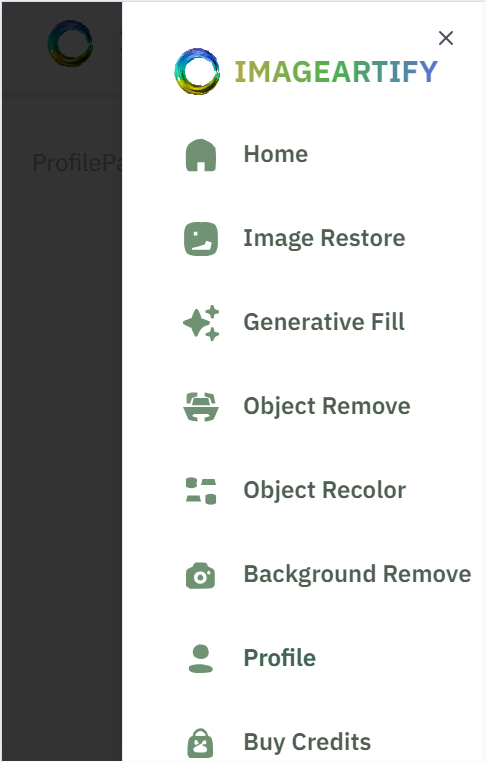 IMAGEARTIFY
Home
Image Restore
Generative Fill
Object Remove
Object Recolor
Background Remove
Profile
Buy Credits